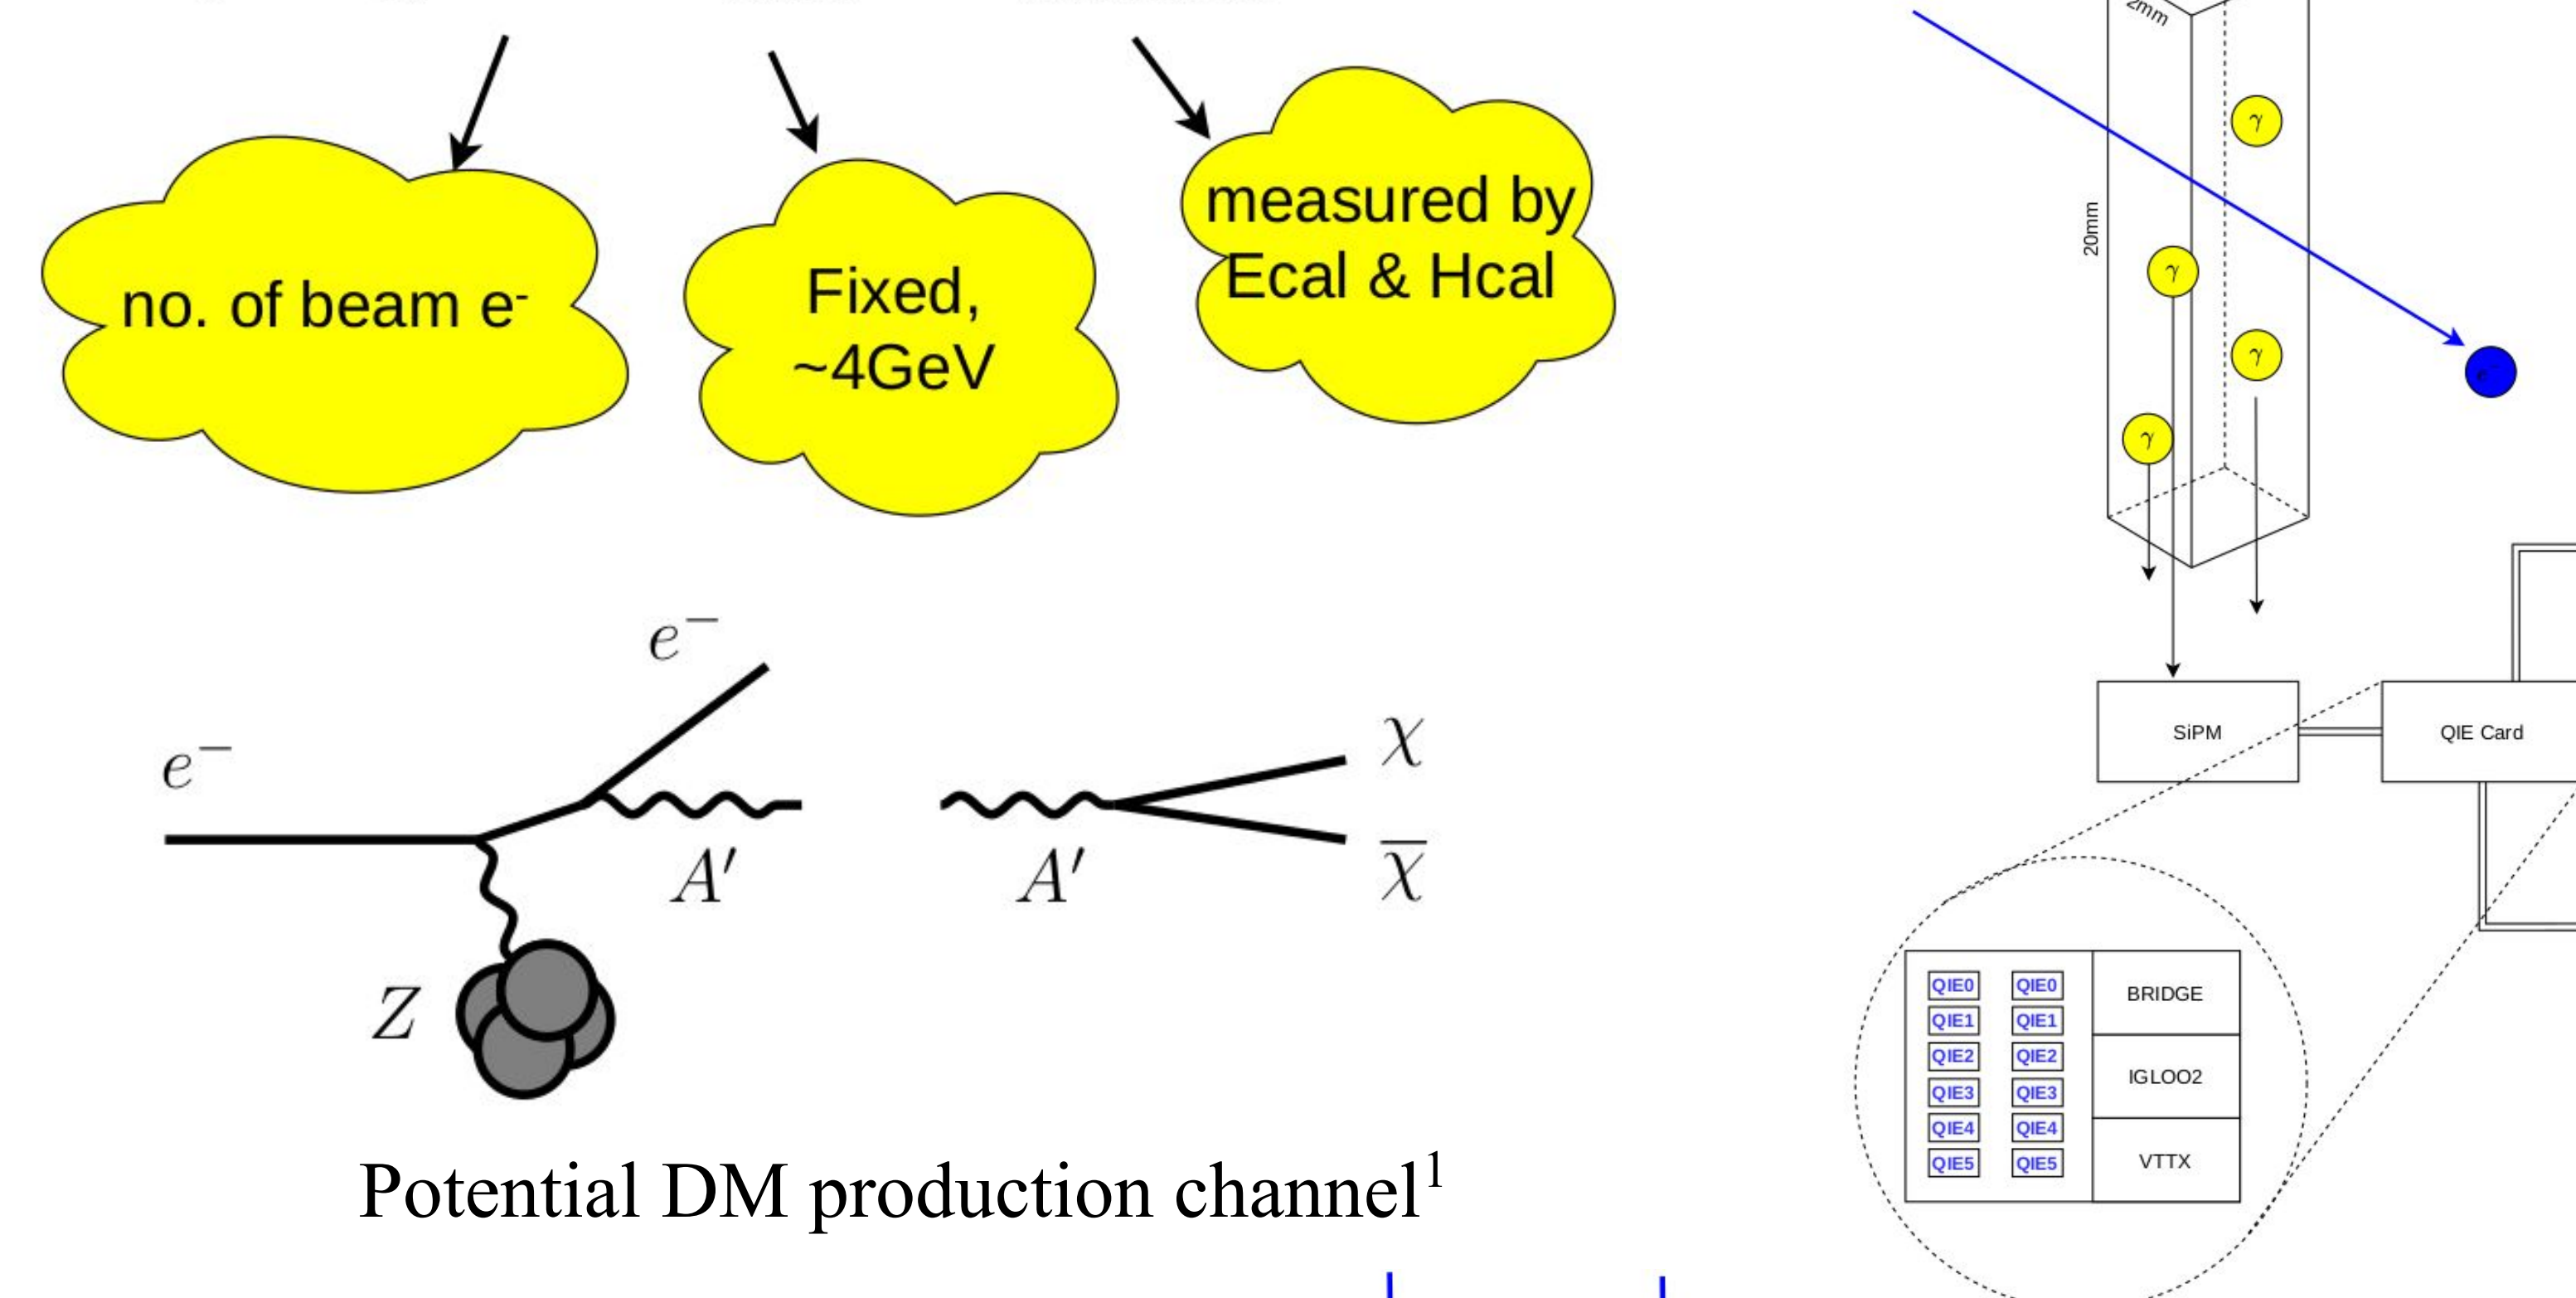 no. of beam e-
Fixed,
~4GeV
measured by
Ecal & Hcal
e−
e−
A′
Z
A′
χ
χ̅
Potential DM production channel1
2mm
20mm
γ
γ
γ
γ
e−
SiPM
QIE Card
QIE0 QIE0
QIE1 QIE1
QIE2 QIE2
QIE3 QIE3
QIE4 QIE4
QIE5 QIE5
BRIDGE
IGLOO2
VTTX